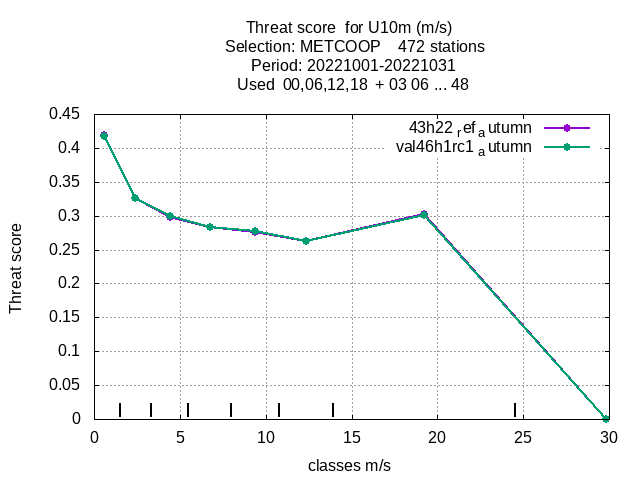 Threat score for U10m (m/s)
Selection: METCOOP 472 stations
Period: 20221001-20221031
Used 00,06,12,18 + 03 06 ... 48
43h22 ref autumn
val46h1rc1 autumn
Threat score
0.45
0.4
0.35
0.3
0.25
0.2
0.15
0.1
0.05
0
0 5 10 15 20 25 30
classes m/s